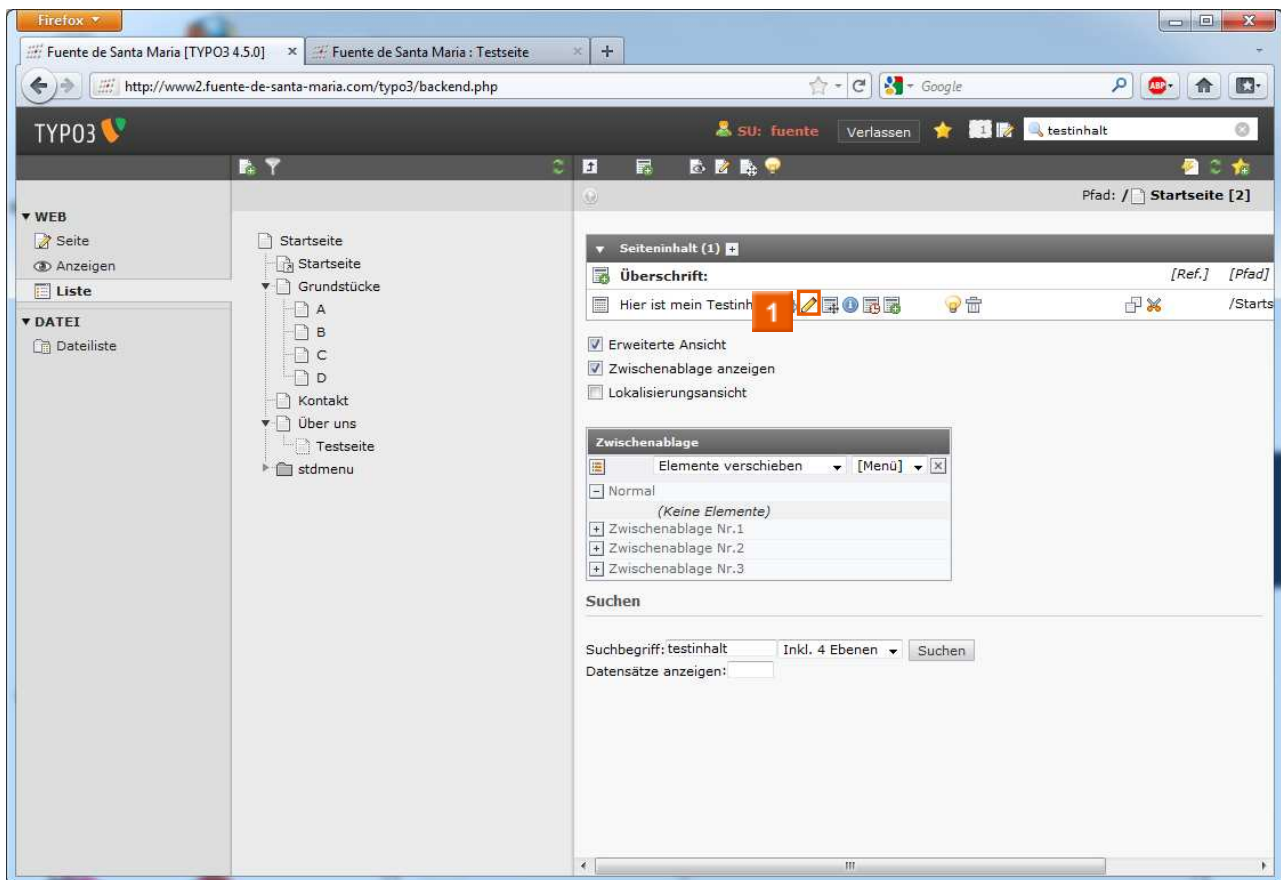 Firefox
Fuente de Santa Maria [TYPO3 4.5.0]
Fuente de Santa Maria : Testseite
http://www2.fuente-de-santa-maria.com/typo3/backend.php
Google
ABP
TYPO3
SU: fuente
Verlassen
1
testinhalt
Pfad: / Startseite [2]
WEB
Seite
Anzeigen
Liste
DATEI
Dateiliste
Startseite
Startseite
Grundstücke
A
B
C
D
Kontakt
Über uns
Testseite
stdmenu
Seiteninhalt (1)
Überschrift: [Ref.] [Pfad]
Hier ist mein Testinh 1 /Starts
Erweiterte Ansicht
Zwischenablage anzeigen
Lokalisierungsansicht
Zwischenablage
Elemente verschieben [Menü]
Normal
(Keine Elemente)
Zwischenablage Nr.1
Zwischenablage Nr.2
Zwischenablage Nr.3
Suchen
Suchbegriff: testinhalt Inkl. 4 Ebenen Suchen
Datensätze anzeigen: